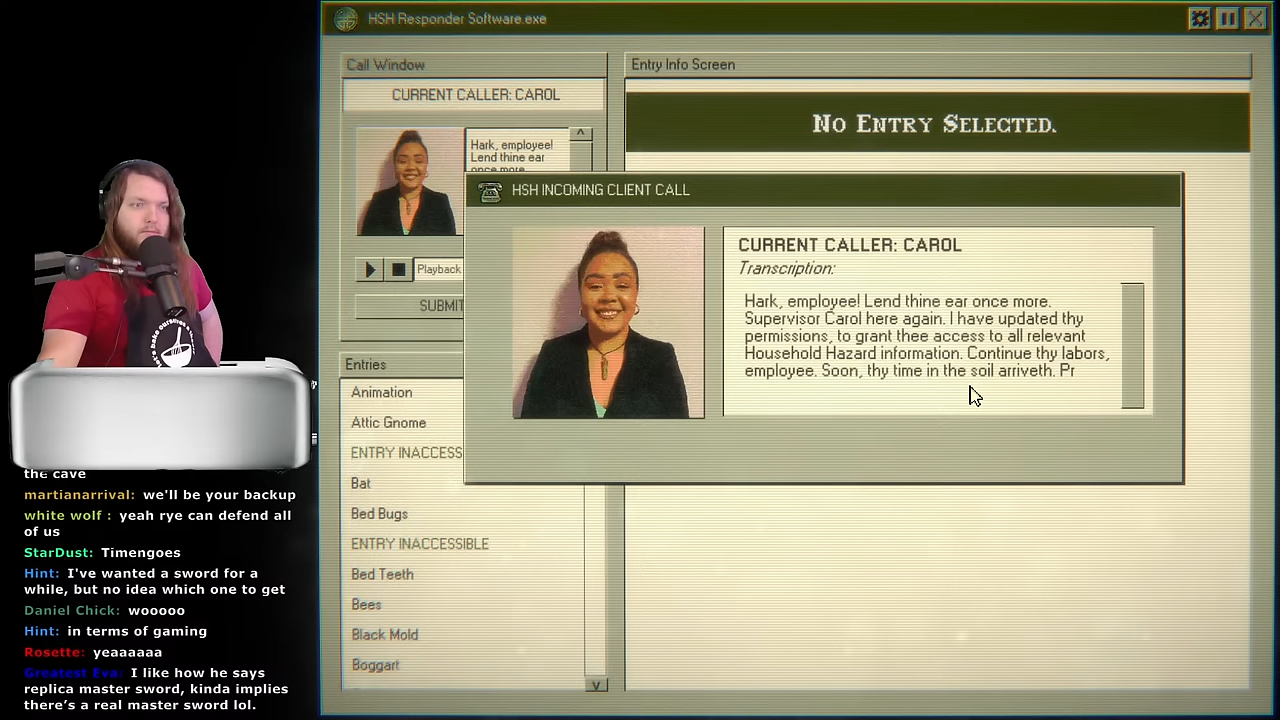 HSH Responder Software.exe
Call Window
CURRENT CALLER: CAROL
Hark, employee!
Lend thine ear
once more.
Playback
SUBMIT
Entries
Animation
Attic Gnome
ENTRY INACCESS
Bat
Bed Bugs
ENTRY INACCESSIBLE
Bed Teeth
Bees
Black Mold
Boggart
Entry Info Screen
NO ENTRY SELECTED.
HSH INCOMING CLIENT CALL
CURRENT CALLER: CAROL
Transcription:
Hark, employee! Lend thine ear once more.
Supervisor Carol here again. I have updated thy
permissions, to grant thee access to all relevant
Household Hazard information. Continue thy labors,
employee. Soon, thy time in the soil arriveth. Pr
the cave
martianarrival: we'll be your backup
white wolf : yeah rye can defend all
of us
StarDust: Timengoes
Hint: I've wanted a sword for a
while, but no idea which one to get
Daniel Chick: wooooo
Hint: in terms of gaming
Rosette: yeaaaaaa
Greatest Eva: I like how he says
replica master sword, kinda implies
there's a real master sword lol.